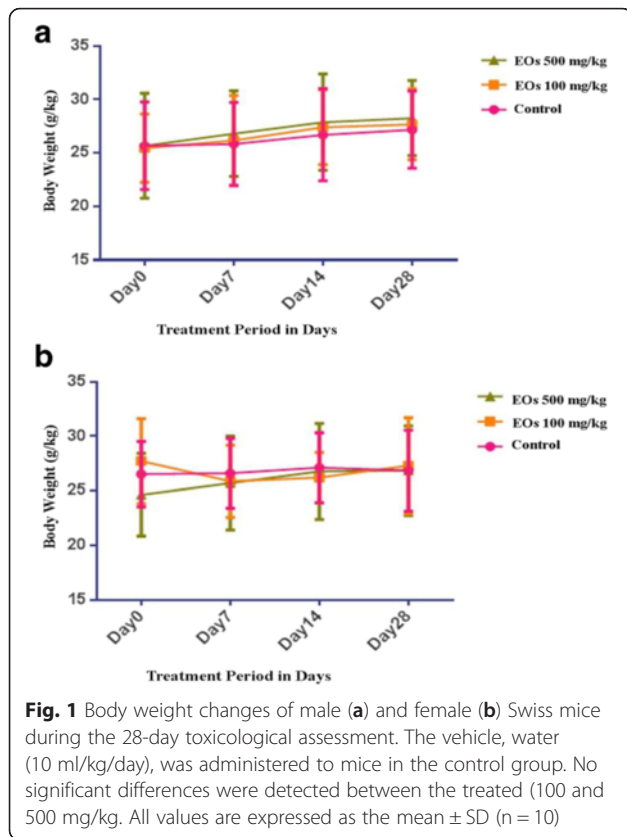 a
35
30
25
20
15
Body Weight (g/kg)
Day0
Day7
Day14
Day28
Treatment Period in Days
EOs 500 mg/kg
EOs 100 mg/kg
Control
b
35
30
25
20
15
Body Weight (g/kg)
Day0
Day7
Day14
Day28
Treatment Period in Days
EOs 500 mg/kg
EOs 100 mg/kg
Control
Fig. 1 Body weight changes of male (a) and female (b) Swiss mice
during the 28-day toxicological assessment. The vehicle, water
(10 ml/kg/day), was administered to mice in the control group. No
significant differences were detected between the treated (100 and
500 mg/kg. All values are expressed as the mean ± SD (n = 10)